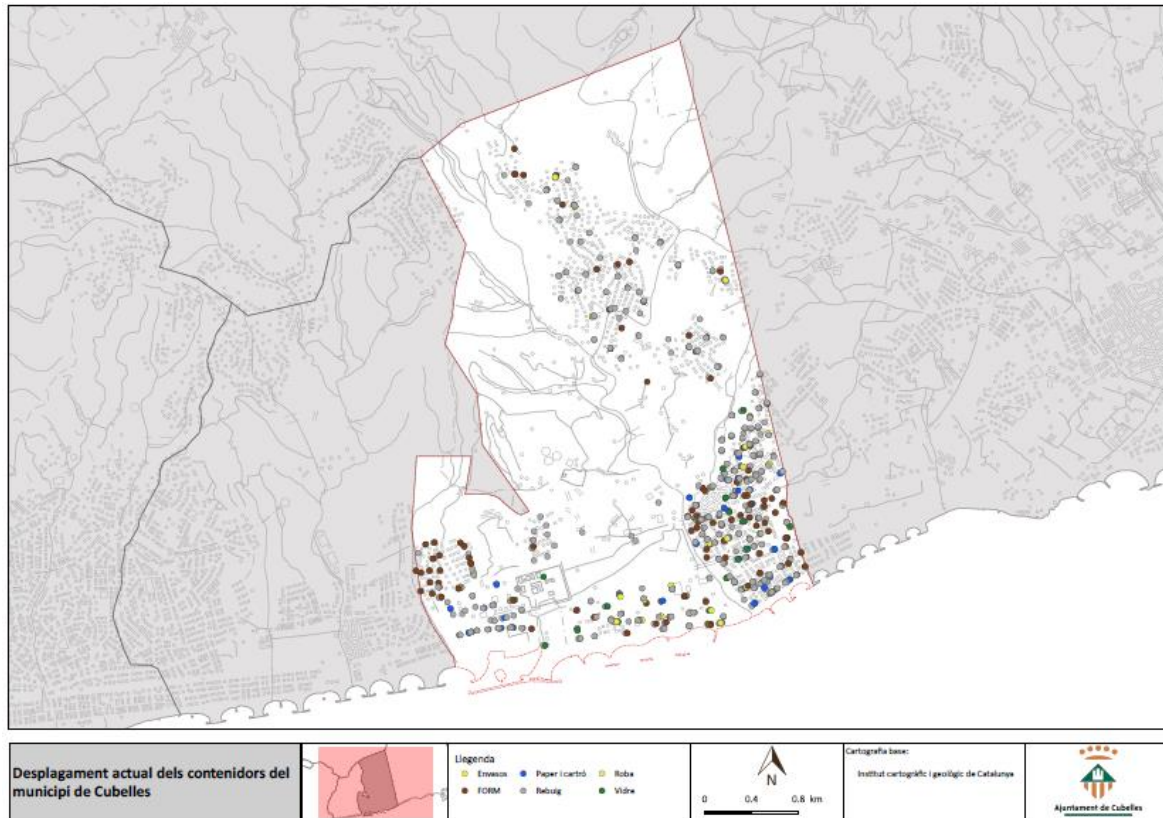 Desplagament actual dels contenidors del
municipi de Cubelles
Llegenda
Envasos
Paper i cartró
Roba
FORM
Rebuig
Vidre
N
0 0.4 0.8 km
Cartografia base:
Institut cartogràfic i geològic de Catalunya
Ajuntament de Cubelles